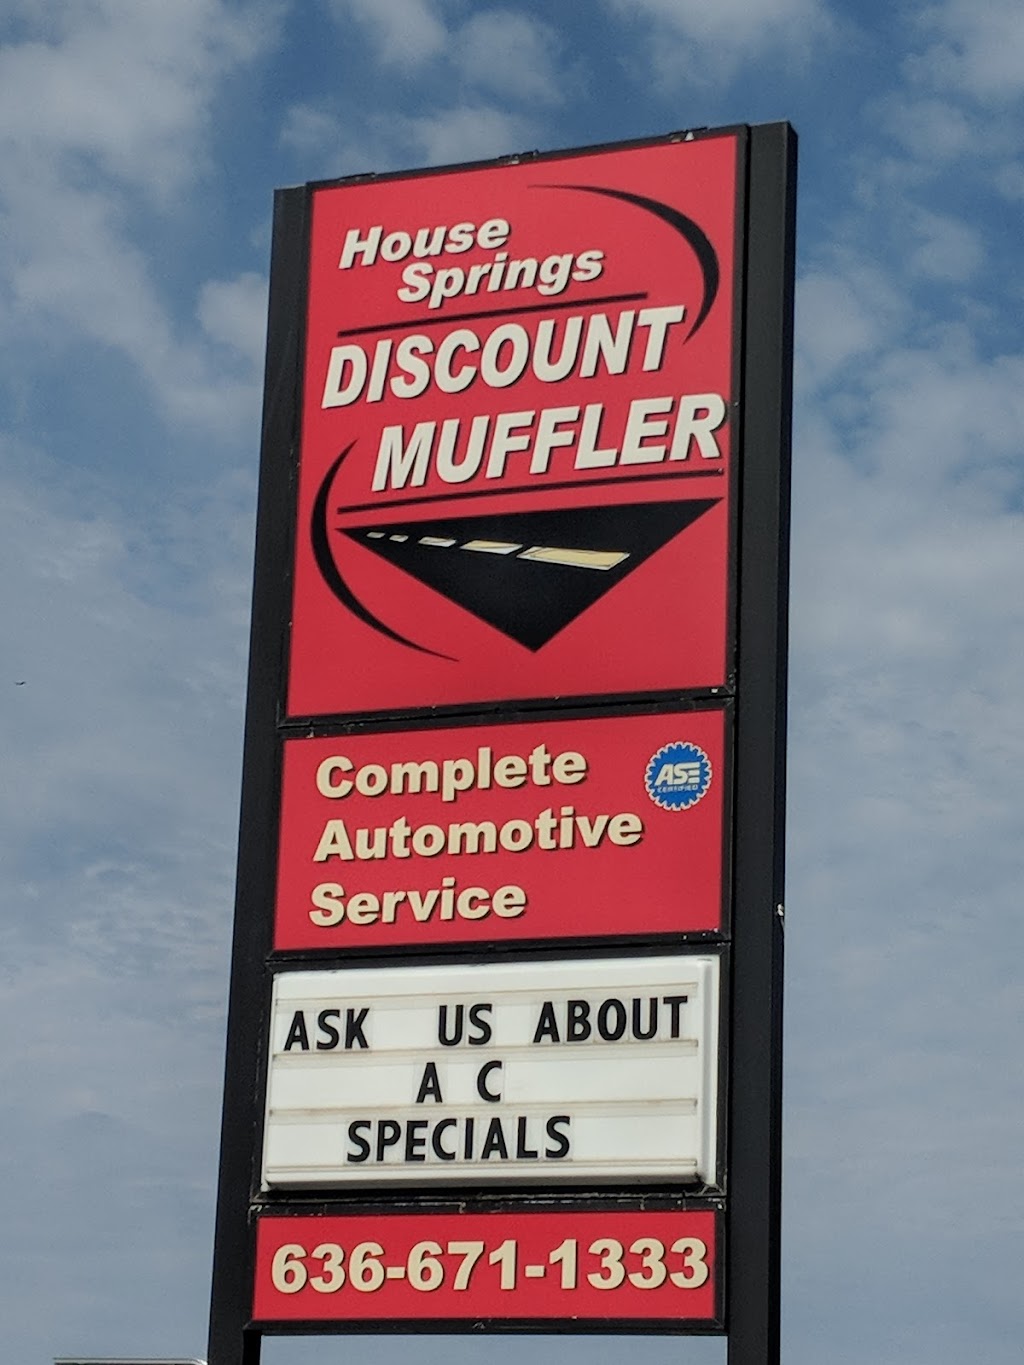 House
Springs
DISCOUNT
MUFFLER
Complete
Automotive
Service
ASE
CERTIFIED
ASK US ABOUT
A C
SPECIALS
636-671-1333